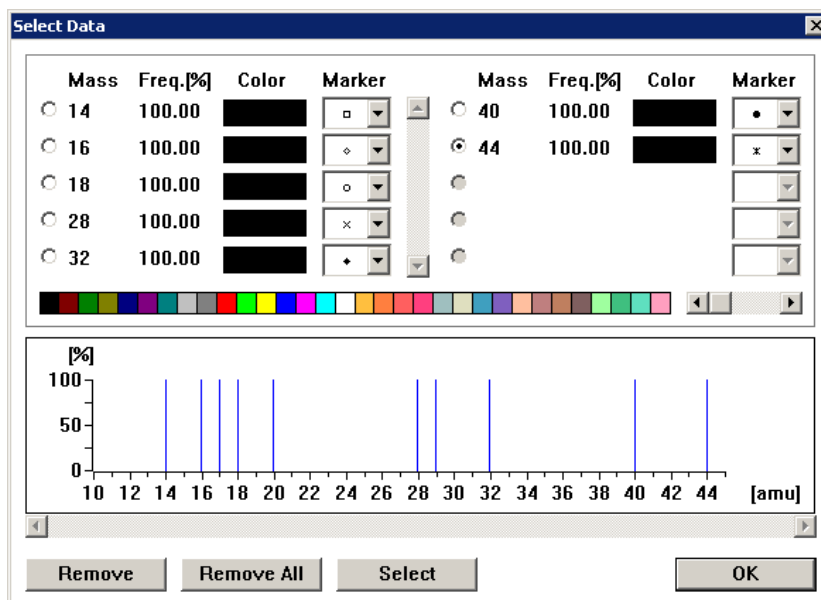 Select Data
Mass Freq.[%] Color Marker Mass Freq.[%] Color Marker
14 100.00 40 100.00
16 100.00 44 100.00
18 100.00
28 100.00
32 100.00
[%]
100
50
0
10 12 14 16 18 20 22 24 26 28 30 32 34 36 38 40 42 44 [amu]
Remove Remove All Select OK